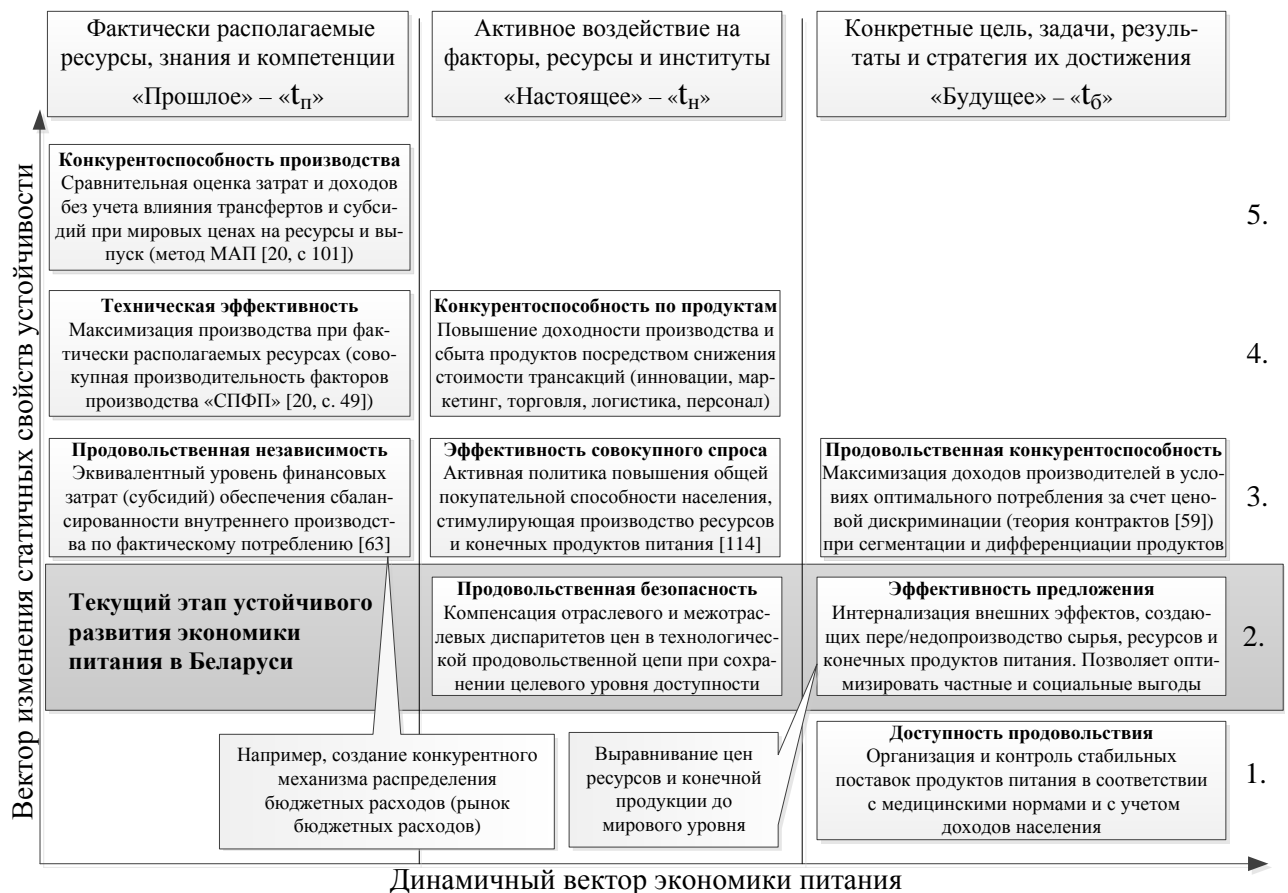 Фактически располагаемые
ресурсы, знания и компетенции
«Прошлое» – «tп»
Активное воздействие на
факторы, ресурсы и институты
«Настоящее» – «tн»
Конкретные цель, задачи, резуль-
таты и стратегия их достижения
«Будущее» – «tб»
Вектор изменения статичных свойств устойчивости
Конкурентоспособность производства
Сравнительная оценка затрат и доходов
без учета влияния трансфертов и субси-
дий при мировых ценах на ресурсы и вы-
пуск (метод МАП [20, с 101])
5.
Техническая эффективность
Максимизация производства при фак-
тически располагаемых ресурсах (сово-
купная производительность факторов
производства «СПФП» [20, с. 49])
Конкурентоспособность по продуктам
Повышение доходности производства и
сбыта продуктов посредством снижения
стоимости трансакций (инновации, мар-
кетинг, торговля, логистика, персонал)
4.
Продовольственная независимость
Эквивалентный уровень финансовых
затрат (субсидий) обеспечения сбалан-
сированности внутреннего производст-
ва по фактическому потреблению [63]
Эффективность совокупного спроса
Активная политика повышения общей
покупательной способности населения,
стимулирующая производство ресурсов
и конечных продуктов питания [114]
Продовольственная конкурентоспособность
Максимизация доходов производителей в усло-
виях оптимального потребления за счет цено-
вой дискриминации (теория контрактов [59])
при сегментации и дифференциации продуктов
3.
Текущий этап устойчивого
развития экономики
питания в Беларуси
Продовольственная безопасность
Компенсация отраслевого и межотрас-
левых диспаритетов цен в технологичес-
кой продовольственной цепи при сохра-
нении целевого уровня доступности
Эффективность предложения
Интернализация внешних эффектов, создаю-
щих пере/недопроизводство сырья, ресурсов и
конечных продуктов питания. Позволяет опти-
мизировать частные и социальные выгоды
2.
Например, создание конкурентного
механизма распределения
бюджетных расходов (рынок
бюджетных расходов)
Выравнивание цен
ресурсов и конечной
продукции до
мирового уровня
Доступность продовольствия
Организация и контроль стабильных
поставок продуктов питания в соответствии
с медицинскими нормами и с учетом
доходов населения
1.
Динамичный вектор экономики питания